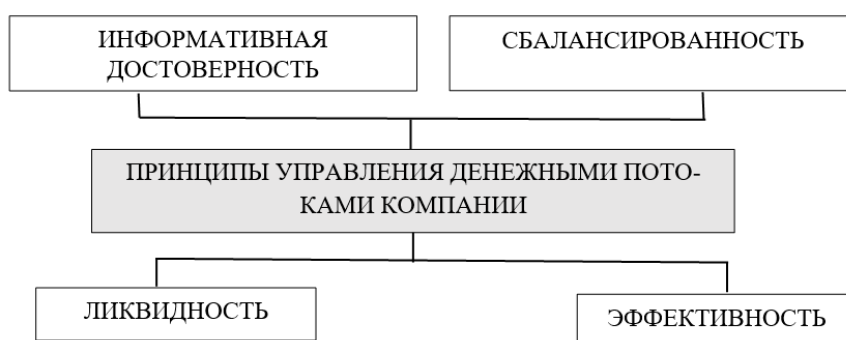 ИНФОРМАТИВНАЯ
ДОСТОВЕРНОСТЬ
СБАЛАНСИРОВАННОСТЬ
ПРИНЦИПЫ УПРАВЛЕНИЯ ДЕНЕЖНЫМИ ПОТО-
КАМИ КОМПАНИИ
ЛИКВИДНОСТЬ
ЭФФЕКТИВНОСТЬ